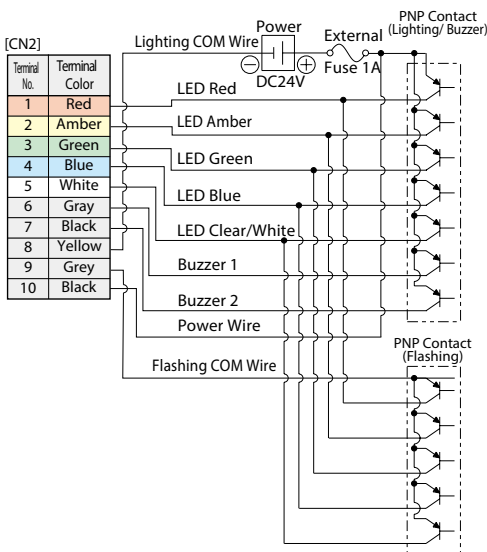 PNP Contact
(Lighting/ Buzzer)
Power
External
Fuse 1A
DC24V
Lighting COM Wire
[CN2]
Terminal No. Terminal Color
1 Red
2 Amber
3 Green
4 Blue
5 White
6 Gray
7 Black
8 Yellow
9 Grey
10 Black
LED Red
LED Amber
LED Green
LED Blue
LED Clear/White
Buzzer 1
Buzzer 2
Power Wire
Flashing COM Wire
PNP Contact
(Flashing)